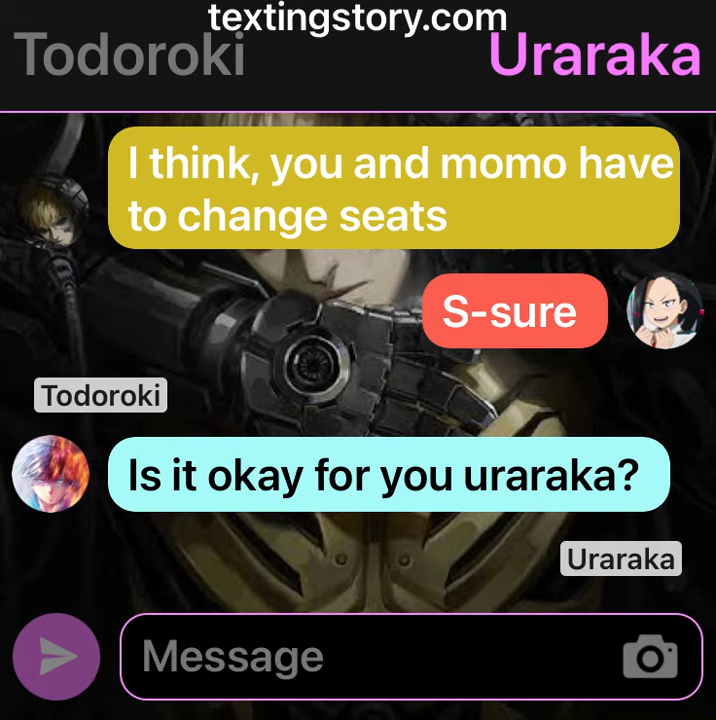 textingstory.com
Todoroki Uraraka
I think, you and momo have
to change seats
S-sure
Todoroki
Is it okay for you uraraka?
Uraraka
Message